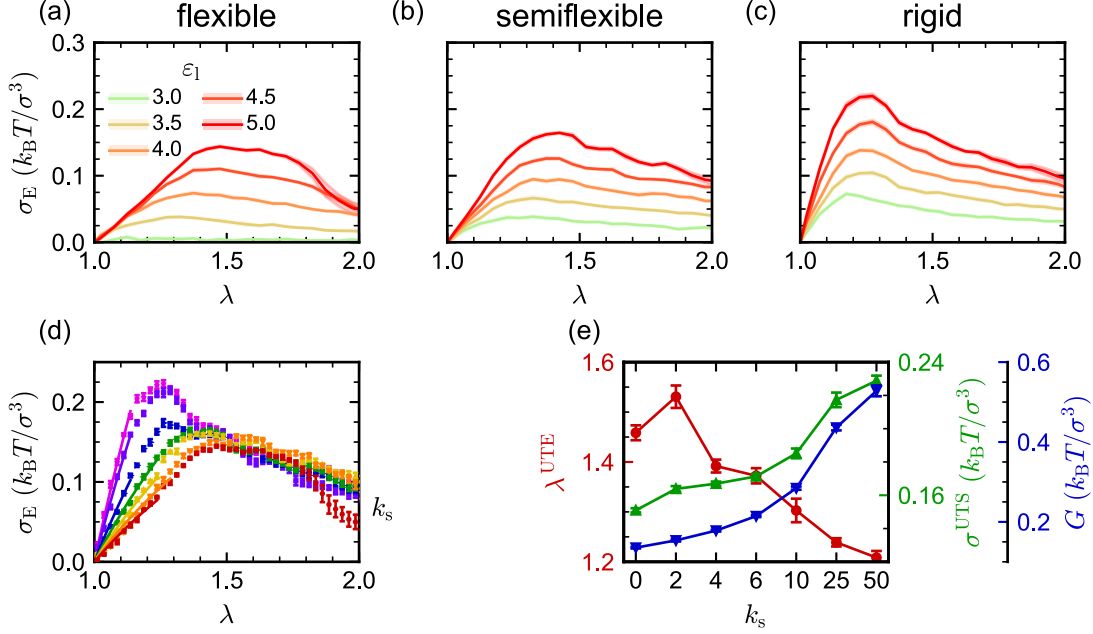 (a) flexible
(b) semiflexible
(c) rigid
σ_E (k_BT/σ³)
0.3
0.2
0.1
0.0
ε_l
3.0
3.5
4.0
4.5
5.0
1.0 1.5 2.0
λ
1.0 1.5 2.0
λ
1.0 1.5 2.0
λ
(d)
σ_E (k_BT/σ³)
0.2
0.1
0.0
1.0 1.5 2.0
λ
k_s
(e)
λ^UTE
1.6
1.4
1.2
0 2 4 6 10 25 50
k_s
0.24
0.16
σ^UTS (k_BT/σ³)
0.6
0.4
0.2
G (k_BT/σ³)